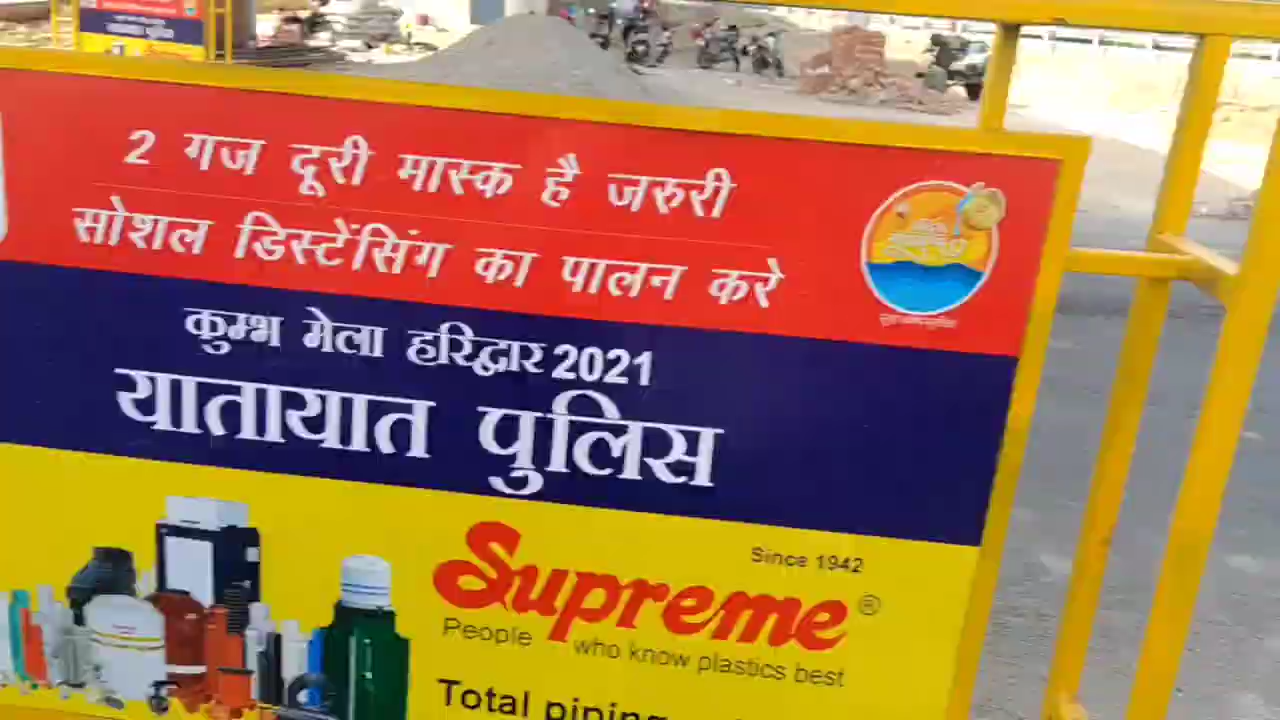 2 गज दूरी मास्क है जरुरी
सोशल डिस्टेंसिंग का पालन करे
कुम्भ मेला हरिद्वार 2021
यातायात पुलिस
Since 1942
Supreme®
People who know plastics best
Total piping